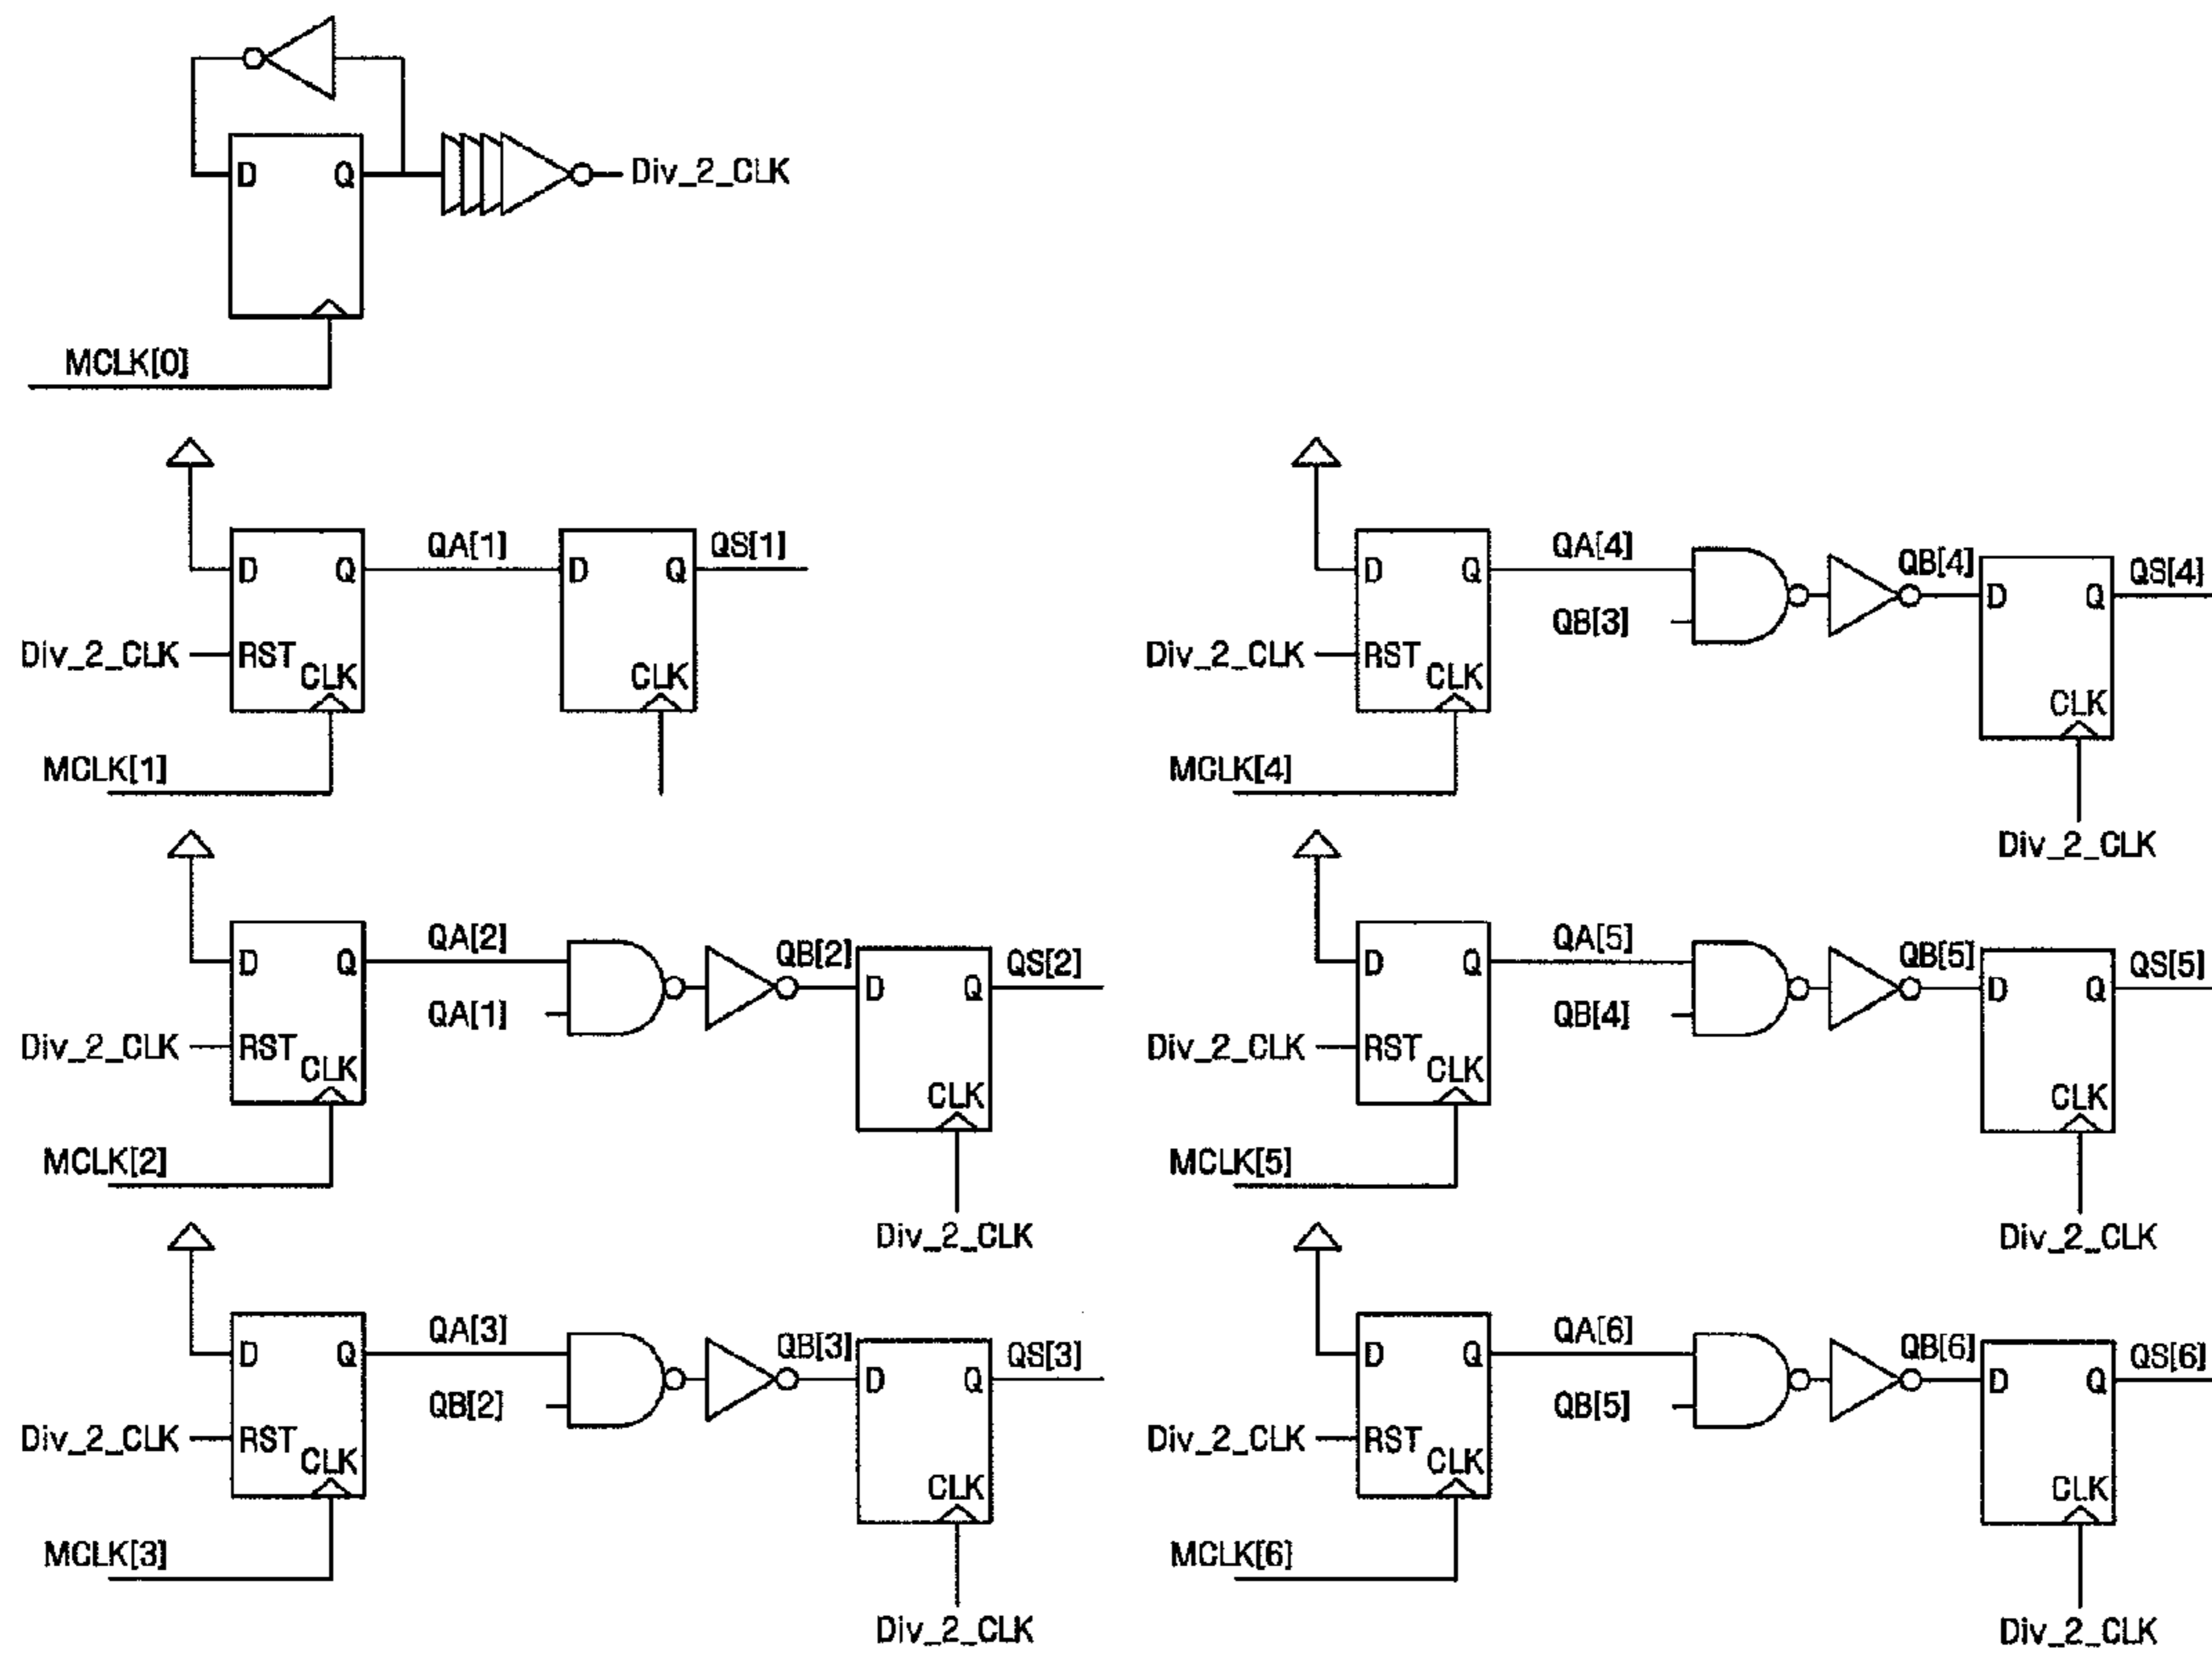 D Q Div_2_CLK
MCLK[0]
D Q QA[1] D Q QS[1]
Div_2_CLK RST CLK CLK
MCLK[1]
D Q QA[2] QB[2] D Q QS[2]
QA[1]
Div_2_CLK RST CLK CLK
MCLK[2]
Div_2_CLK
D Q QA[3] QB[3] D Q QS[3]
QB[2]
Div_2_CLK RST CLK CLK
MCLK[3]
Div_2_CLK
D Q QA[4] QB[4] D Q QS[4]
QB[3]
Div_2_CLK RST CLK CLK
MCLK[4]
Div_2_CLK
D Q QA[5] QB[5] D Q QS[5]
QB[4]
Div_2_CLK RST CLK CLK
MCLK[5]
Div_2_CLK
D Q QA[6] QB[6] D Q QS[6]
QB[5]
Div_2_CLK RST CLK CLK
MCLK[6]
Div_2_CLK